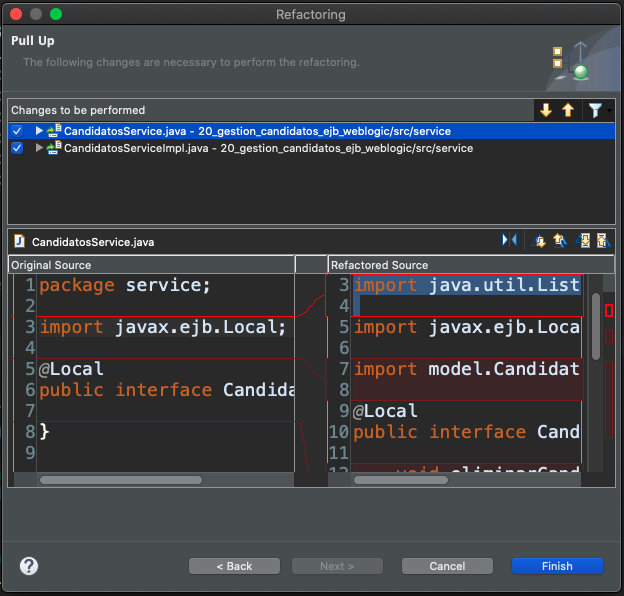 Refactoring
Pull Up
The following changes are necessary to perform the refactoring.
Changes to be performed
CandidatosService.java - 20_gestion_candidatos_ejb_weblogic/src/service
CandidatosServiceImpl.java - 20_gestion_candidatos_ejb_weblogic/src/service
CandidatosService.java
Original Source
1 package service;
2
3 import javax.ejb.Local;
4
5 @Local
6 public interface Candida
7
8 }
9
Refactored Source
3 import java.util.List
4
5 import javax.ejb.Loca
6
7 import model.Candidat
8
9 @Local
10 public interface Cand
11
12 void eliminarCand
?
< Back
Next >
Cancel
Finish